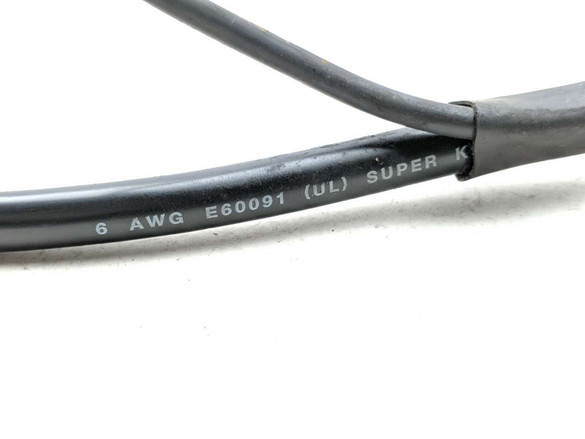 6 AWG E60091 (UL) SUPER K